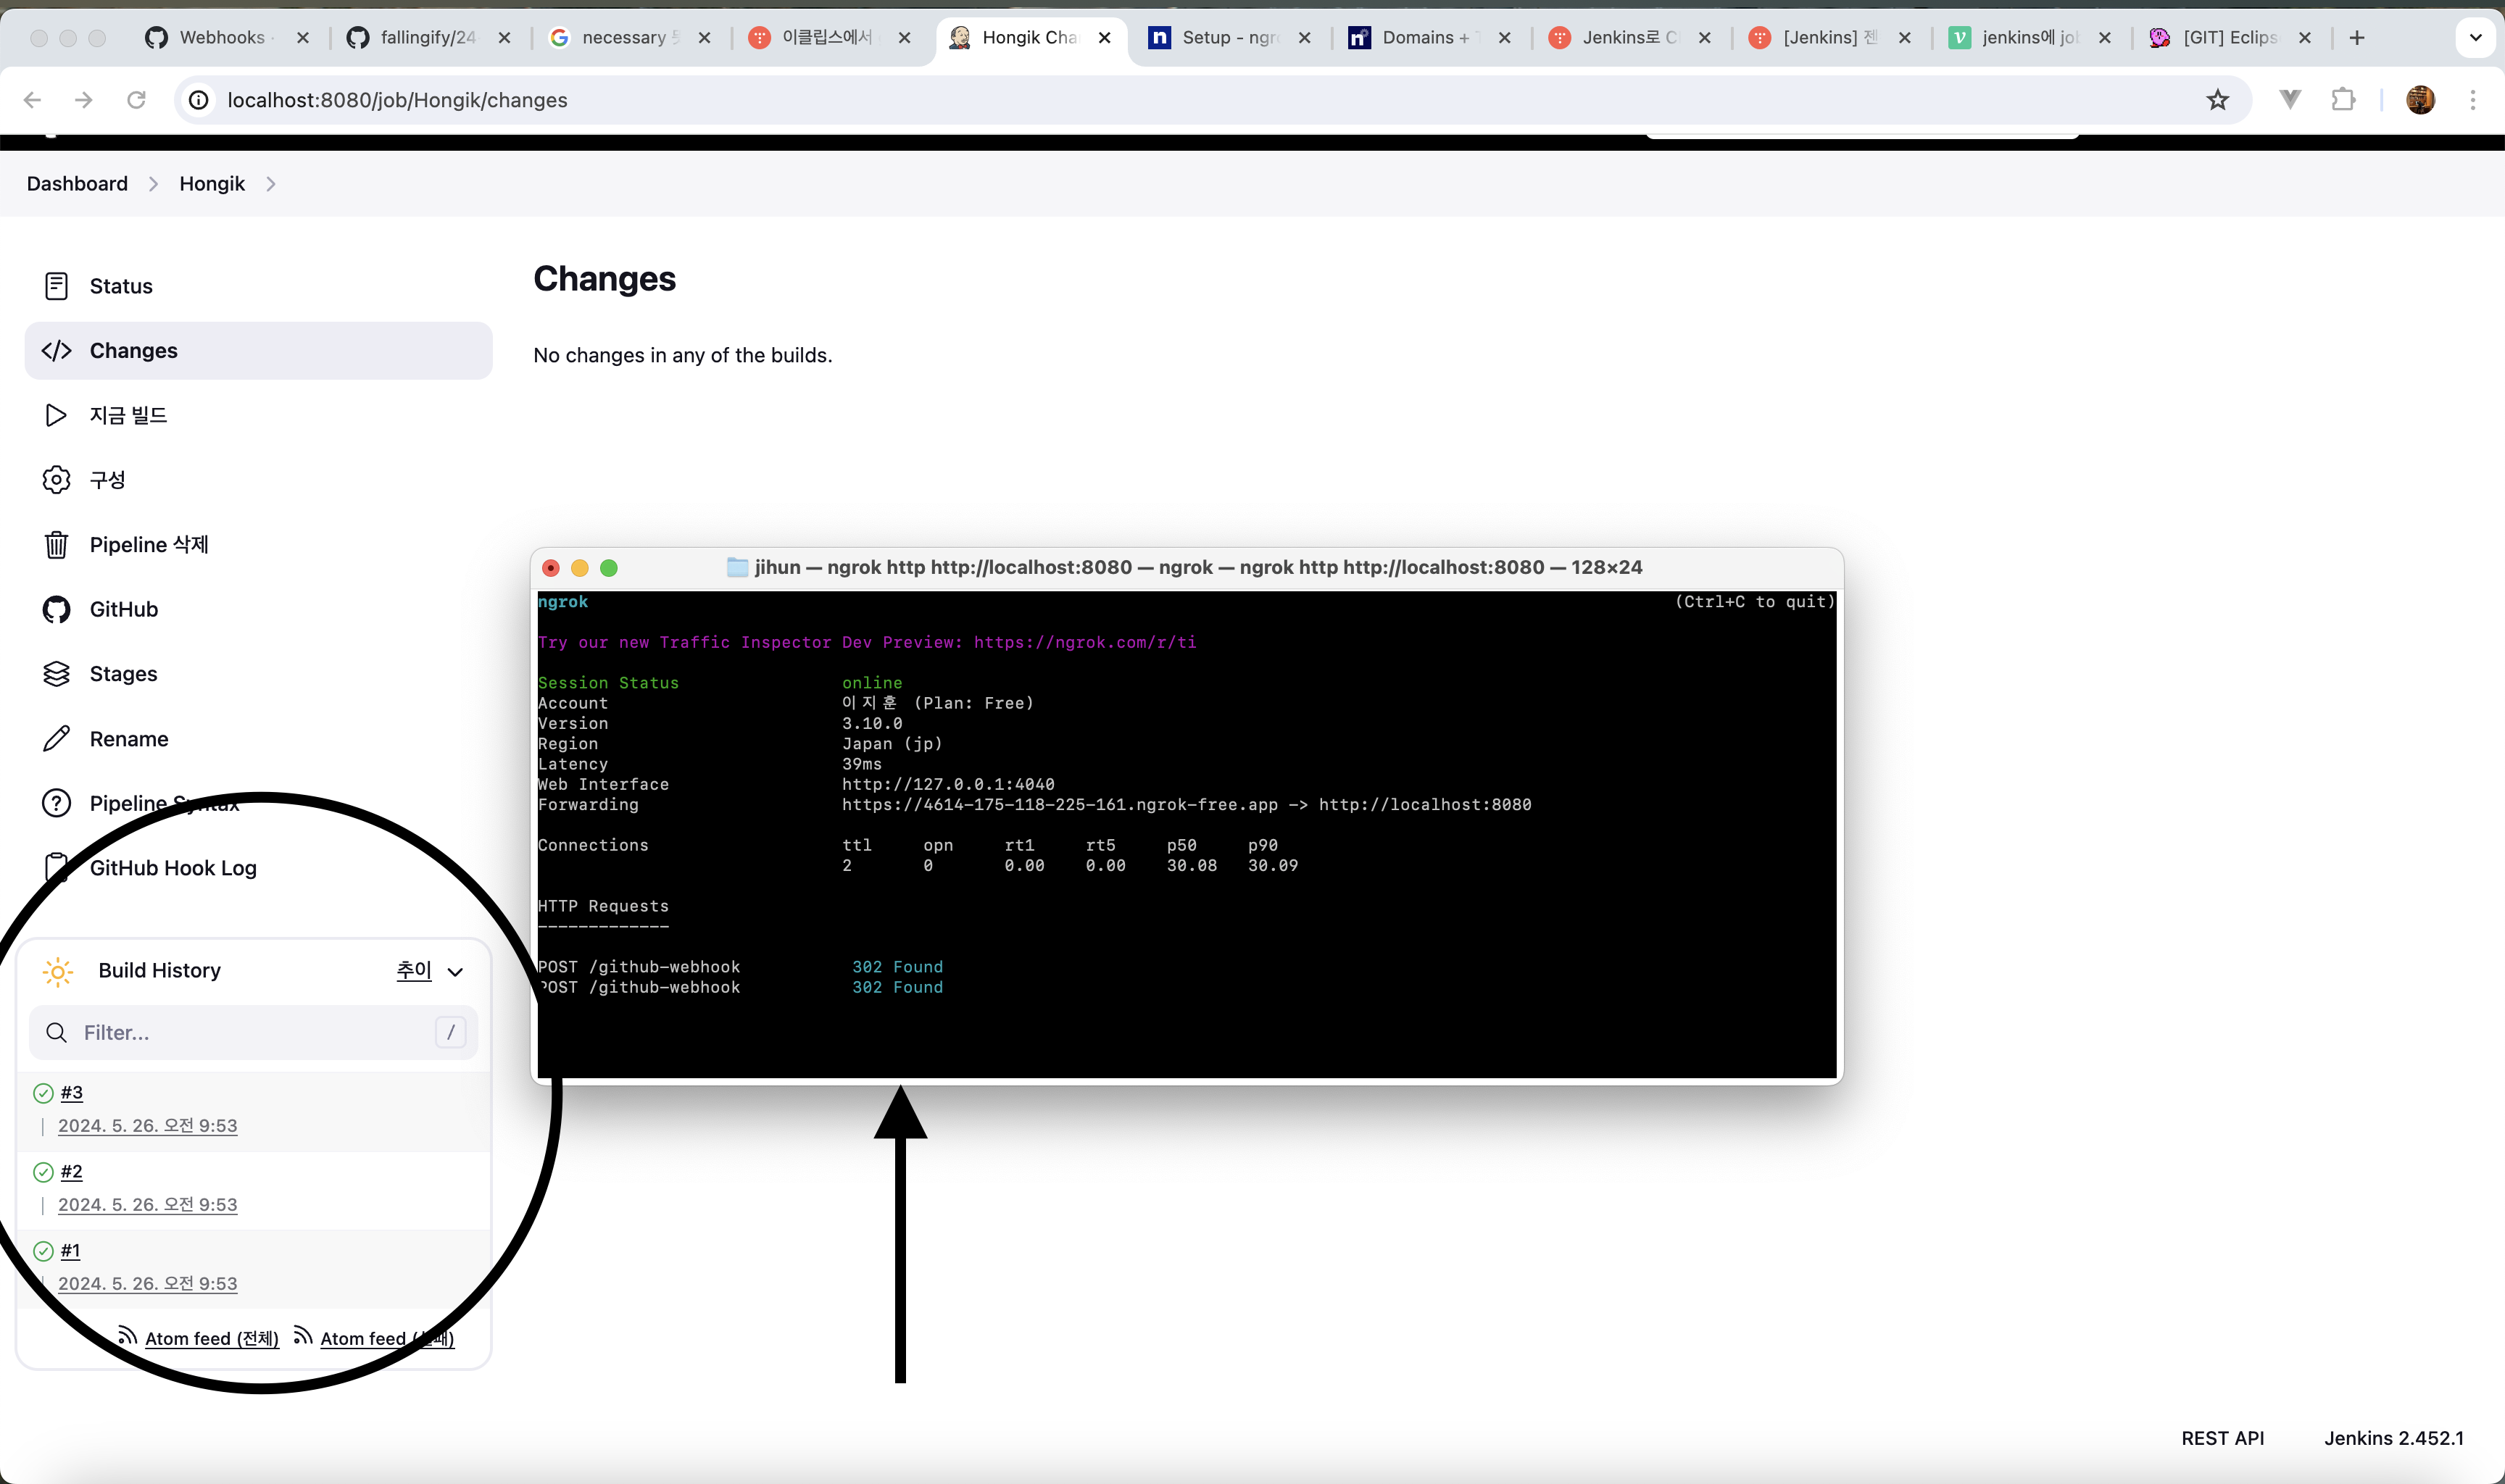 Webhooks ·
fallingify/24
necessary 뜻
이클립스에서
Hongik Cha
Setup - ngr
Domains +
Jenkins로 C
[Jenkins] 젠
jenkins에 jo
[GIT] Eclips
localhost:8080/job/Hongik/changes
Dashboard > Hongik >
Status
Changes
지금 빌드
구성
Pipeline 삭제
GitHub
Stages
Rename
Pipeline Syntax
GitHub Hook Log
Build History 추이
Filter... /
#3
2024. 5. 26. 오전 9:53
#2
2024. 5. 26. 오전 9:53
#1
2024. 5. 26. 오전 9:53
Atom feed (전체) Atom feed (
Changes
No changes in any of the builds.
jihun — ngrok http http://localhost:8080 — ngrok — ngrok http http://localhost:8080 — 128×24
ngrok (Ctrl+C to quit)
Try our new Traffic Inspector Dev Preview: https://ngrok.com/r/ti
Session Status online
Account 이지훈 (Plan: Free)
Version 3.10.0
Region Japan (jp)
Latency 39ms
Web Interface http://127.0.0.1:4040
Forwarding https://4614-175-118-225-161.ngrok-free.app -> http://localhost:8080
Connections ttl opn rt1 rt5 p50 p90
2 0 0.00 0.00 30.08 30.09
HTTP Requests
-------------
POST /github-webhook 302 Found
POST /github-webhook 302 Found
REST API Jenkins 2.452.1